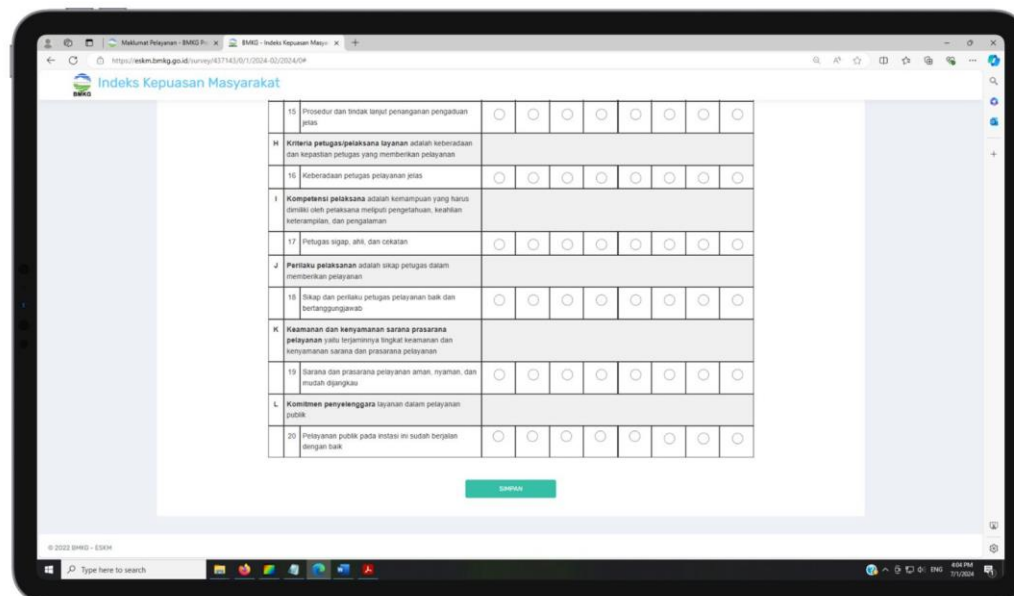 Maklumat Pelayanan - BMKG Pr
BMKG - Indeks Kepuasan Masya
https://eskm.bmkg.go.id/survey/437143/0/1/2024-02/2024/0#
BMKG
Indeks Kepuasan Masyarakat
15 Prosedur dan tindak lanjut penanganan pengaduan
jelas
H Kriteria petugas/pelaksana layanan adalah keberadaan
dan kepastian petugas yang memberikan pelayanan
16 Keberadaan petugas pelayanan jelas
I Kompetensi pelaksana adalah kemampuan yang harus
dimiliki oleh pelaksana meliputi pengetahuan, keahlian
keterampilan, dan pengalaman
17 Petugas sigap, ahli, dan cekatan
J Perilaku pelaksanan adalah sikap petugas dalam
memberikan pelayanan
18 Sikap dan perilaku petugas pelayanan baik dan
bertanggungjawab
K Keamanan dan kenyamanan sarana prasarana
pelayanan yaitu terjaminnya tingkat keamanan dan
kenyamanan sarana dan prasarana pelayanan
19 Sarana dan prasarana pelayanan aman, nyaman, dan
mudah dijangkau
L Komitmen penyelenggara layanan dalam pelayanan
publik
20 Pelayanan publik pada instasi ini sudah berjalan
dengan baik
SIMPAN
© 2022 BMKG - ESKM
Type here to search
ENG
4:04 PM
7/1/2024